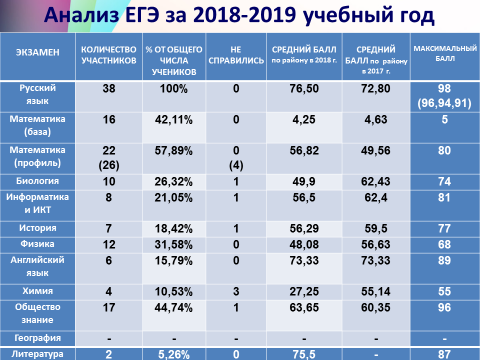 Анализ ЕГЭ за 2018-2019 учебный год
ЭКЗАМЕН КОЛИЧЕСТВО УЧАСТНИКОВ % ОТ ОБЩЕГО ЧИСЛА УЧЕНИКОВ НЕ СПРАВИЛИСЬ СРЕДНИЙ БАЛЛ по району в 2018 г. СРЕДНИЙ БАЛЛ по району в 2017 г. МАКСИМАЛЬНЫЙ БАЛЛ
Русский язык 38 100% 0 76,50 72,80 98 (96,94,91)
Математика (база) 16 42,11% 0 4,25 4,63 5
Математика (профиль) 22 (26) 57,89% 0 (4) 56,82 49,56 80
Биология 10 26,32% 1 49,9 62,43 74
Информатика и ИКТ 8 21,05% 1 56,5 62,4 81
История 7 18,42% 1 56,29 59,5 77
Физика 12 31,58% 0 48,08 56,63 68
Английский язык 6 15,79% 0 73,33 73,33 89
Химия 4 10,53% 3 27,25 55,14 55
Общество знание 17 44,74% 1 63,65 60,35 96
География - - - - - -
Литература 2 5,26% 0 75,5 - 87